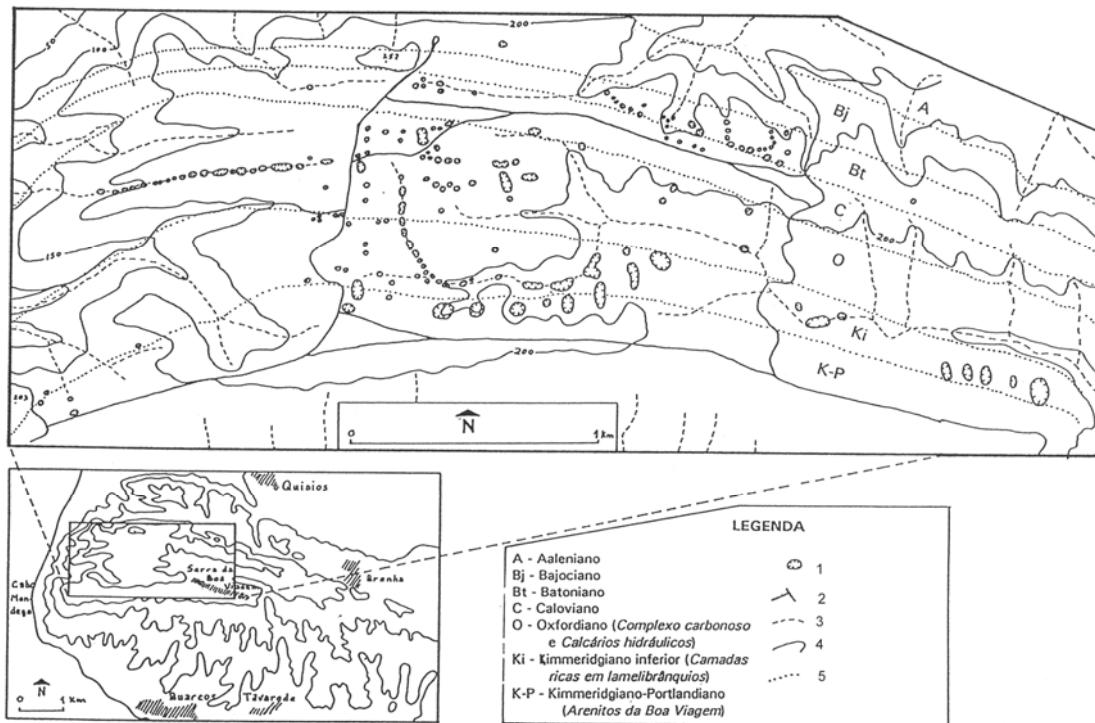 200
50
100
252
A
Bj
Bt
C
200
150
O
Ki
K-P
200
203
N
0 1 Km
Quiaios
Serra da
Boa
Viagem
Brenha
Cabo
Mondego
N
0 1 Km
Buarcos
Tavarede
LEGENDA
A - Aaleniano
Bj - Bajociano
Bt - Batoniano
C - Caloviano
O - Oxfordiano (Complexo carbonoso
e Calcários hidráulicos)
Ki - Kimmeridgiano inferior (Camadas
ricas em lamelibrânquios)
K-P - Kimmeridgiano-Portlandiano
(Arenitos da Boa Viagem)
1
2
3
4
5